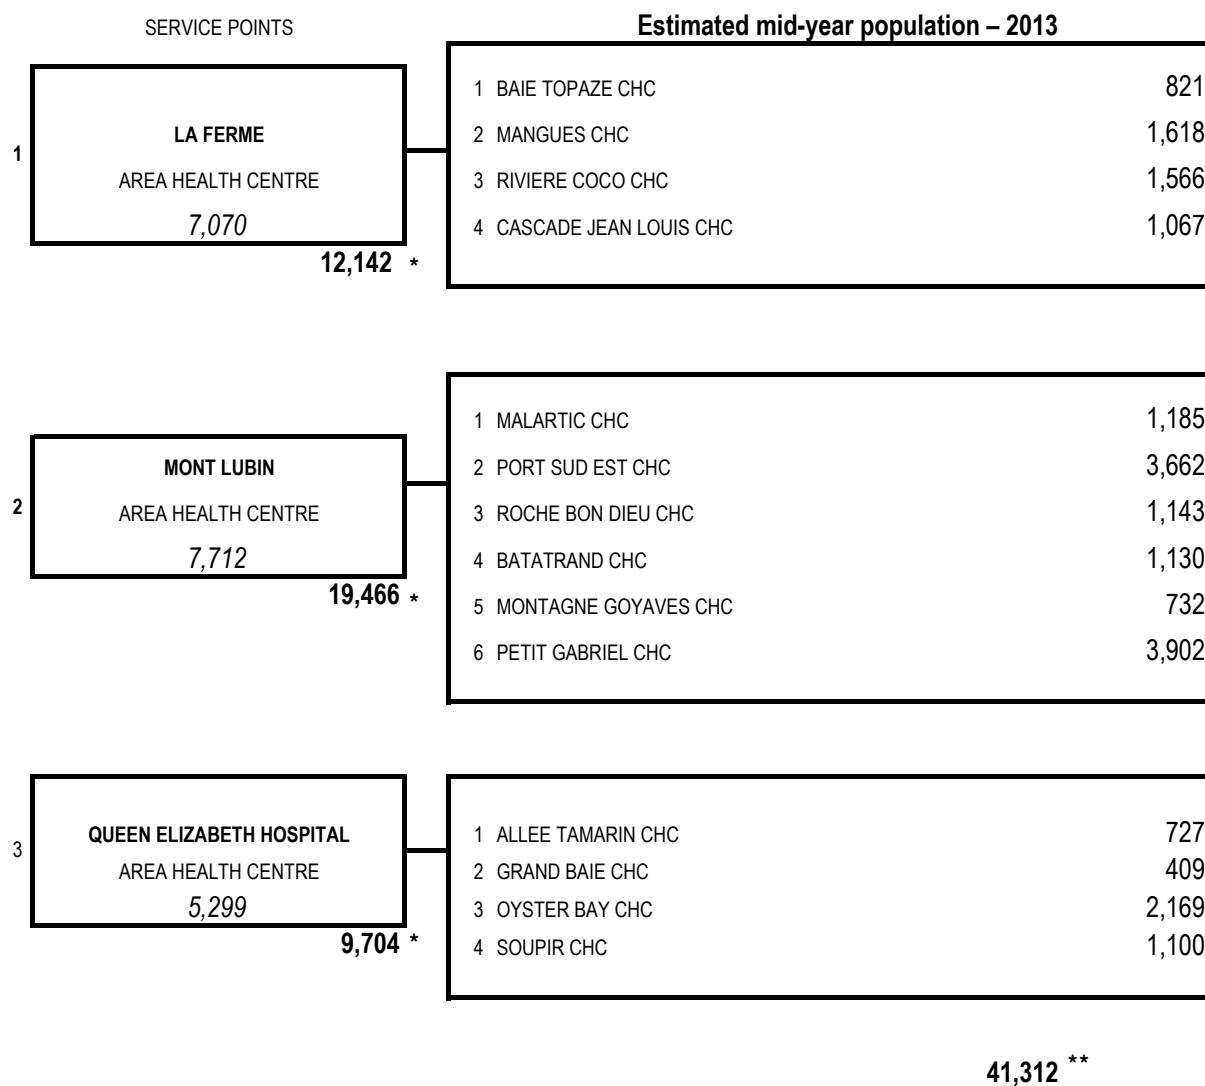 SERVICE POINTS
Estimated mid-year population – 2013
1
LA FERME
AREA HEALTH CENTRE
7,070
12,142 *
1 BAIE TOPAZE CHC 821
2 MANGUES CHC 1,618
3 RIVIERE COCO CHC 1,566
4 CASCADE JEAN LOUIS CHC 1,067
2
MONT LUBIN
AREA HEALTH CENTRE
7,712
19,466 *
1 MALARTIC CHC 1,185
2 PORT SUD EST CHC 3,662
3 ROCHE BON DIEU CHC 1,143
4 BATATRAND CHC 1,130
5 MONTAGNE GOYAVES CHC 732
6 PETIT GABRIEL CHC 3,902
3
QUEEN ELIZABETH HOSPITAL
AREA HEALTH CENTRE
5,299
9,704 *
1 ALLEE TAMARIN CHC 727
2 GRAND BAIE CHC 409
3 OYSTER BAY CHC 2,169
4 SOUPIR CHC 1,100
41,312 **